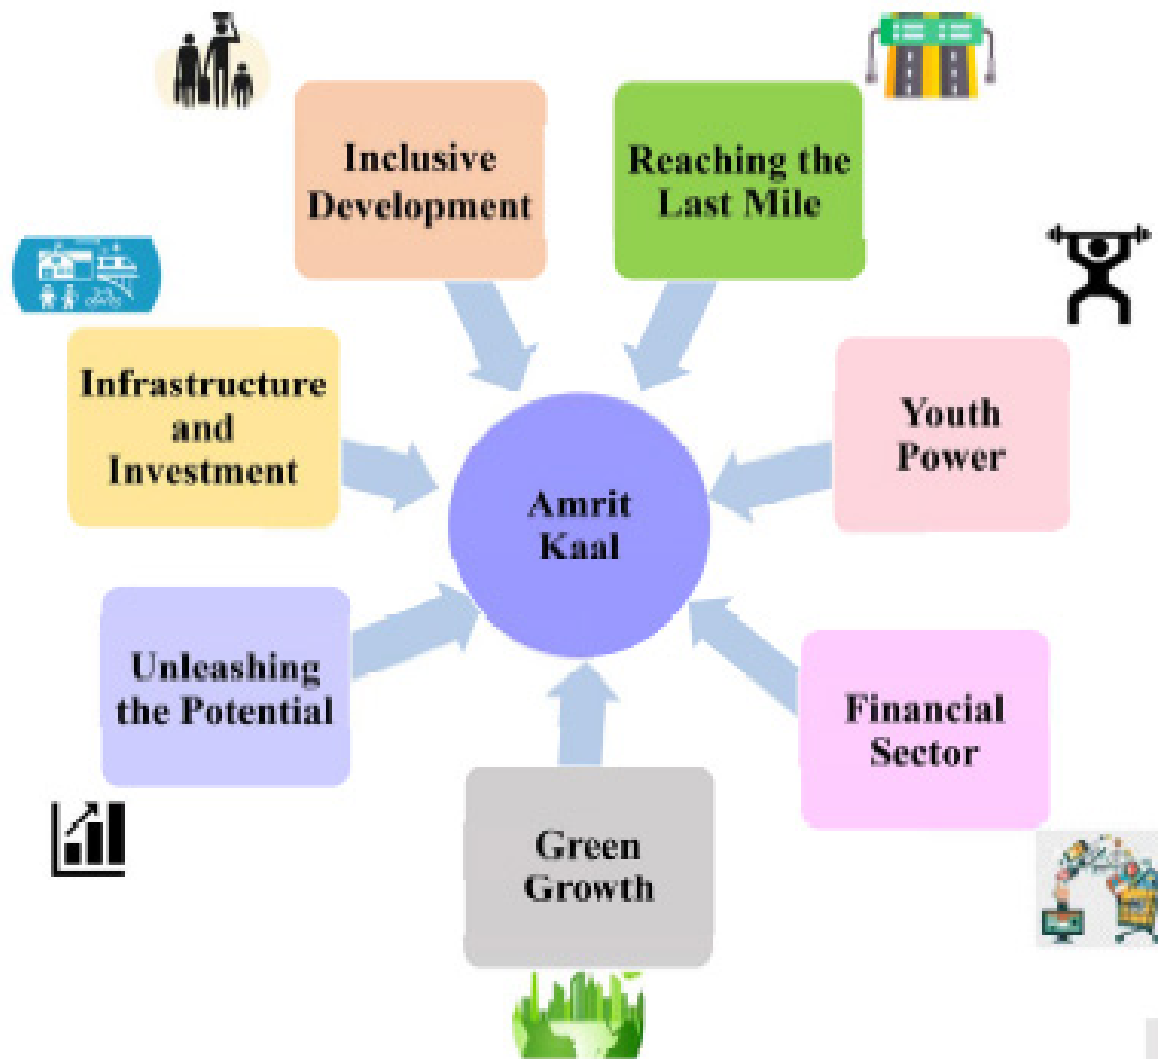 Inclusive
Development
Reaching the
Last Mile
Infrastructure
and
Investment
Youth
Power
Amrit
Kaal
Unleashing
the Potential
Financial
Sector
Green
Growth